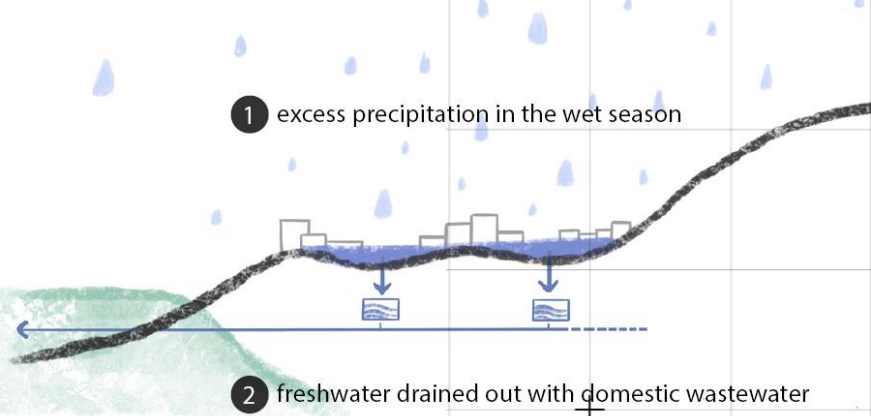 1 excess precipitation in the wet season
2 freshwater drained out with domestic wastewater